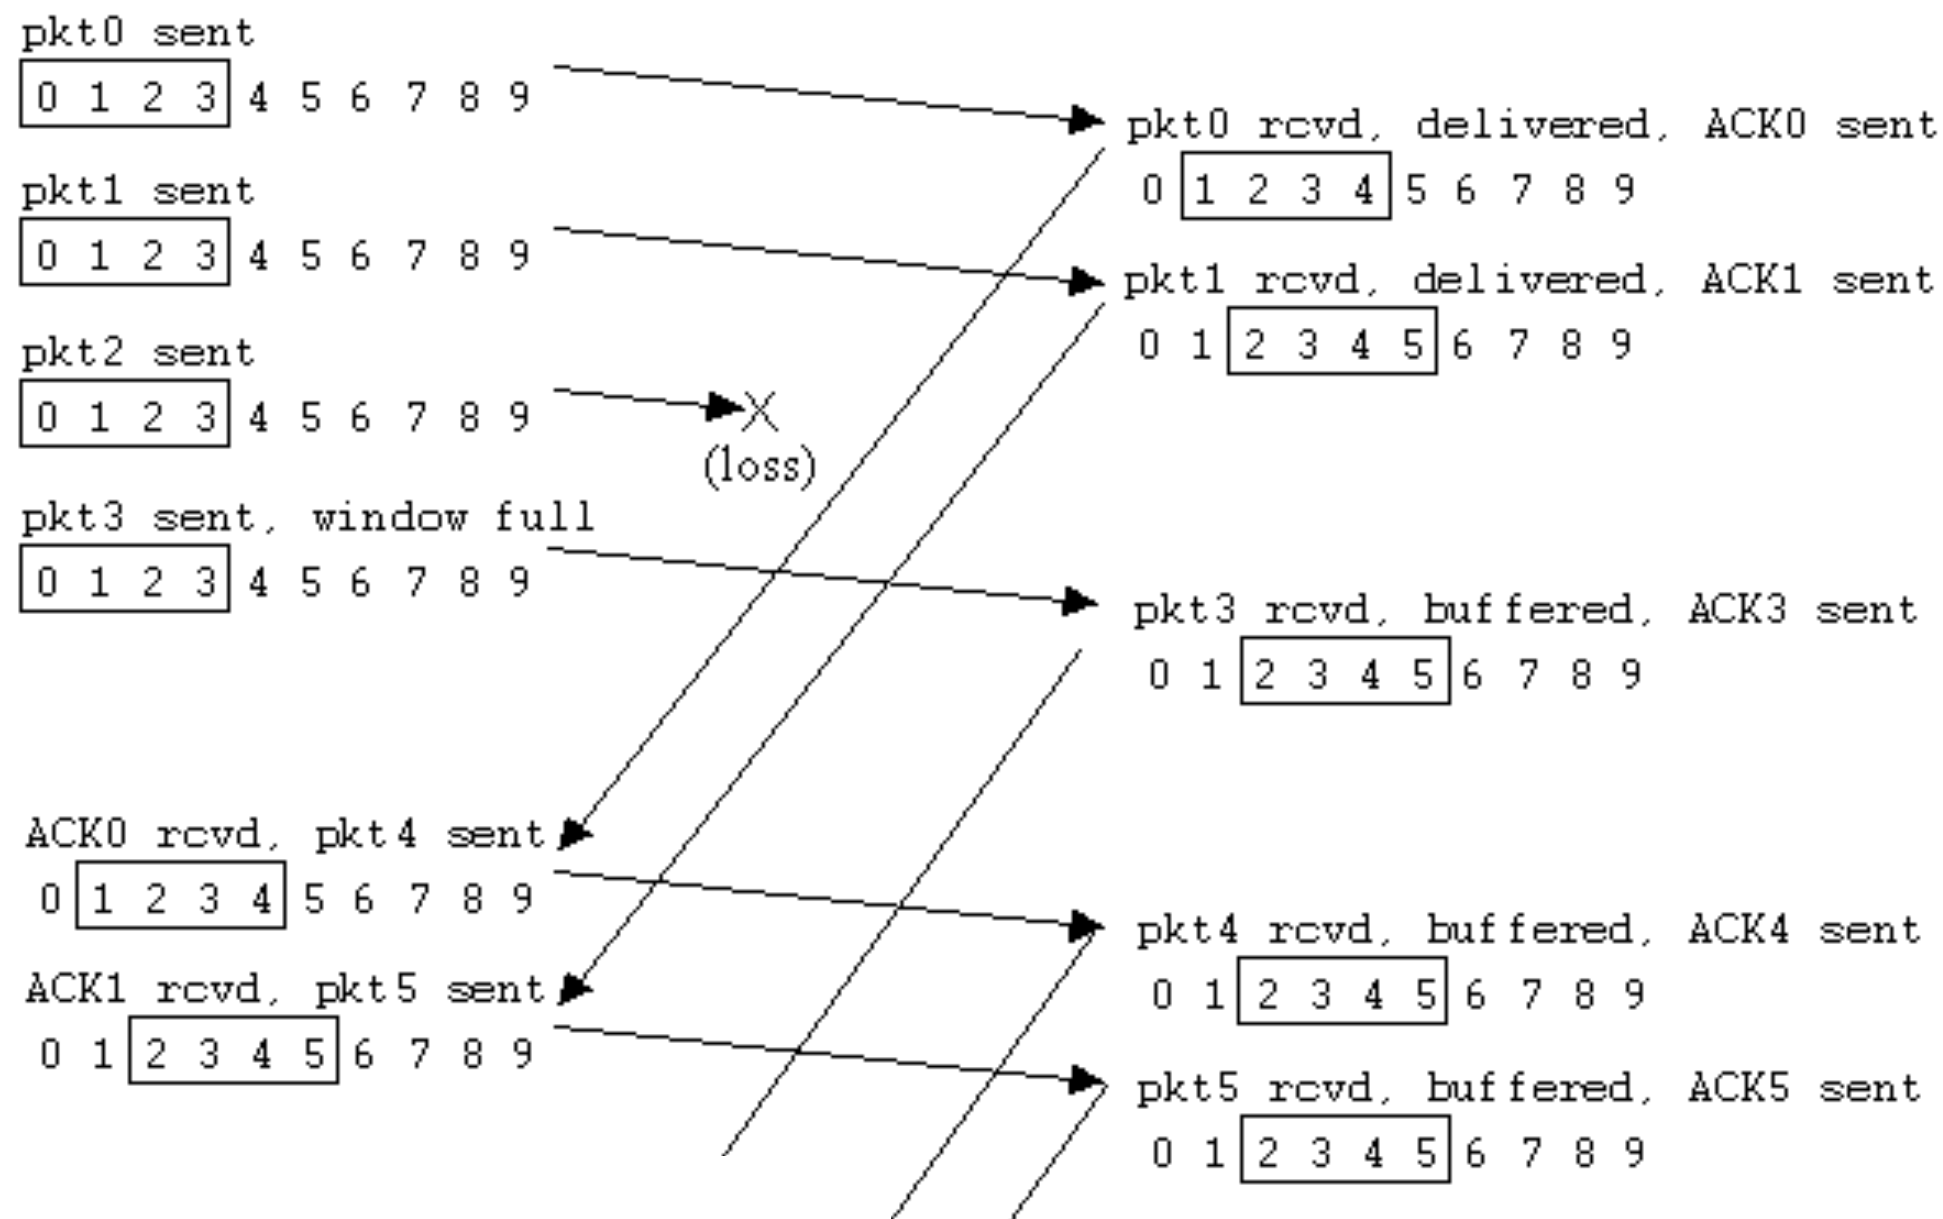 pkt0 sent
0 1 2 3 4 5 6 7 8 9
pkt0 rcvd, delivered, ACK0 sent
0 1 2 3 4 5 6 7 8 9
pkt1 sent
0 1 2 3 4 5 6 7 8 9
pkt1 rcvd, delivered, ACK1 sent
0 1 2 3 4 5 6 7 8 9
pkt2 sent
0 1 2 3 4 5 6 7 8 9
X
(loss)
pkt3 sent, window full
0 1 2 3 4 5 6 7 8 9
pkt3 rcvd, buffered, ACK3 sent
0 1 2 3 4 5 6 7 8 9
ACK0 rcvd, pkt4 sent
0 1 2 3 4 5 6 7 8 9
pkt4 rcvd, buffered, ACK4 sent
0 1 2 3 4 5 6 7 8 9
ACK1 rcvd, pkt5 sent
0 1 2 3 4 5 6 7 8 9
pkt5 rcvd, buffered, ACK5 sent
0 1 2 3 4 5 6 7 8 9